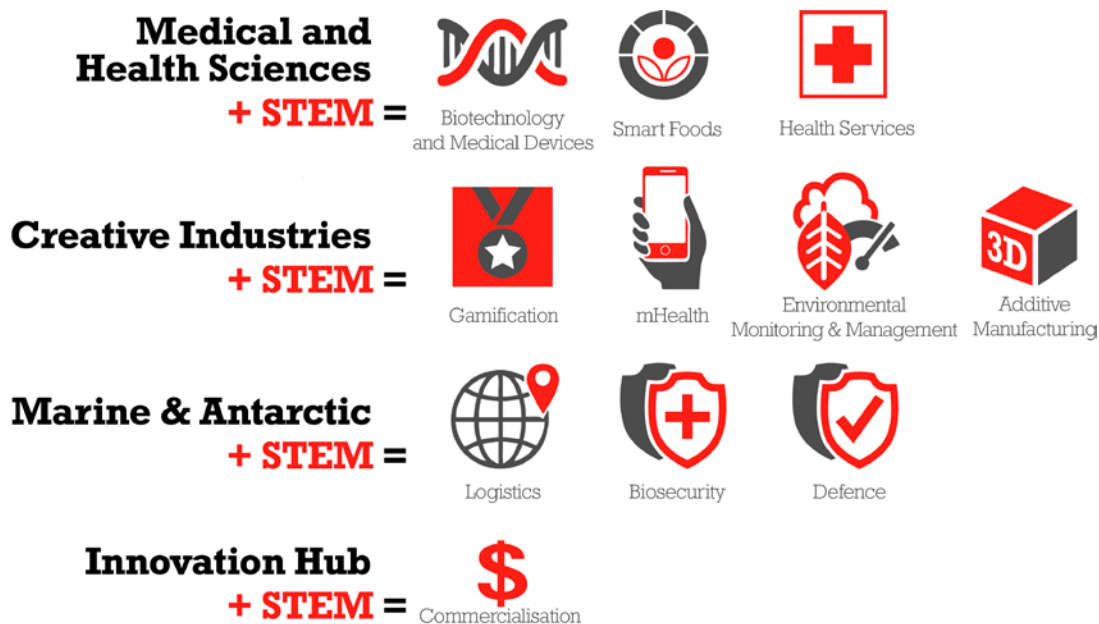 Medical and
Health Sciences
+ STEM =
Biotechnology
and Medical Devices
Smart Foods
Health Services
Creative Industries
+ STEM =
Gamification
mHealth
Environmental
Monitoring & Management
3D
Additive
Manufacturing
Marine & Antarctic
+ STEM =
Logistics
Biosecurity
Defence
Innovation Hub
+ STEM =
$
Commercialisation